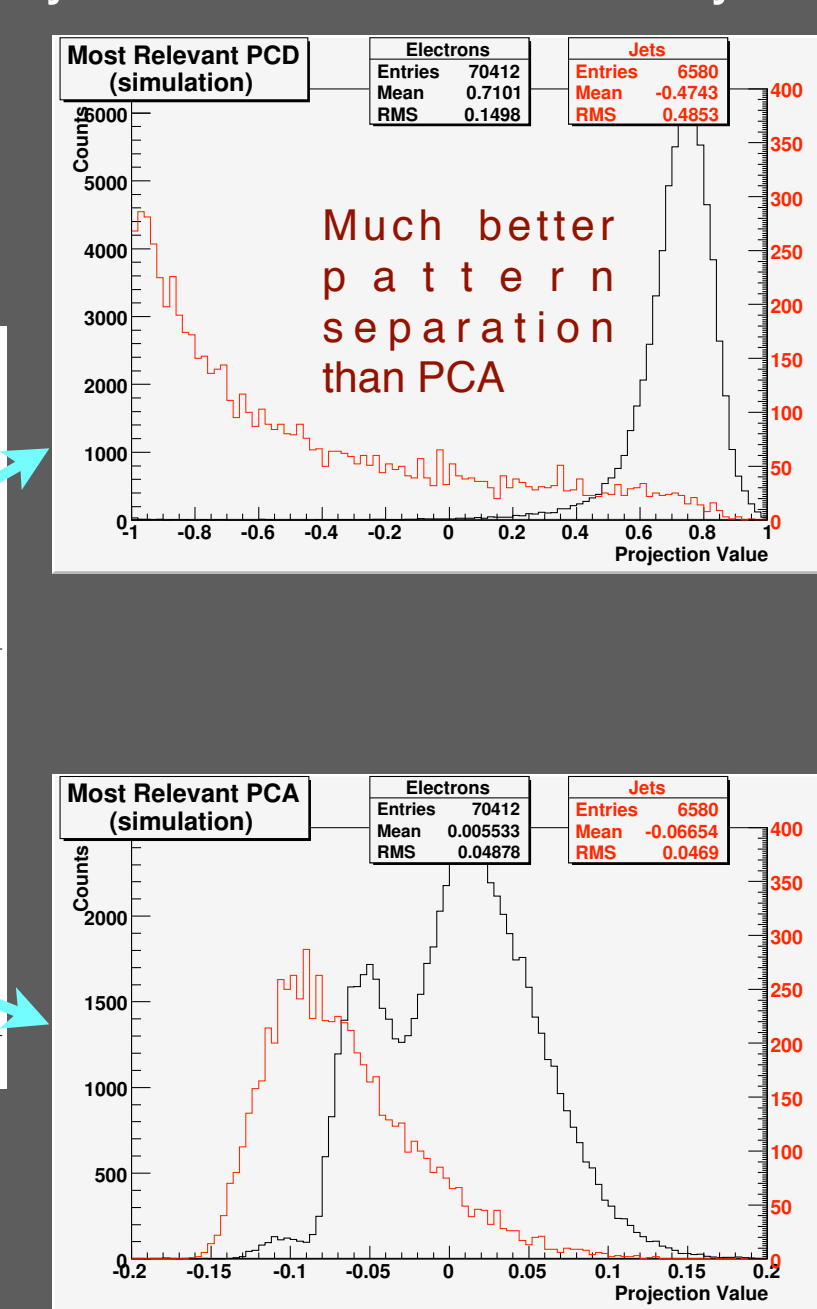 Most Relevant PCD
(simulation)
Electrons
Entries 70412
Mean 0.7101
RMS 0.1498
Jets
Entries 6580
Mean -0.4743
RMS 0.4853
Counts
6000
5000
4000
3000
2000
1000
0
400
350
300
250
200
150
100
50
0
Much better
pattern
separation
than PCA
-1 -0.8 -0.6 -0.4 -0.2 0 0.2 0.4 0.6 0.8 1
Projection Value
Most Relevant PCA
(simulation)
Electrons
Entries 70412
Mean 0.005533
RMS 0.04878
Jets
Entries 6580
Mean -0.06654
RMS 0.0469
Counts
2000
1500
1000
500
0
400
350
300
250
200
150
100
50
0
-0.2 -0.15 -0.1 -0.05 0 0.05 0.1 0.15 0.2
Projection Value